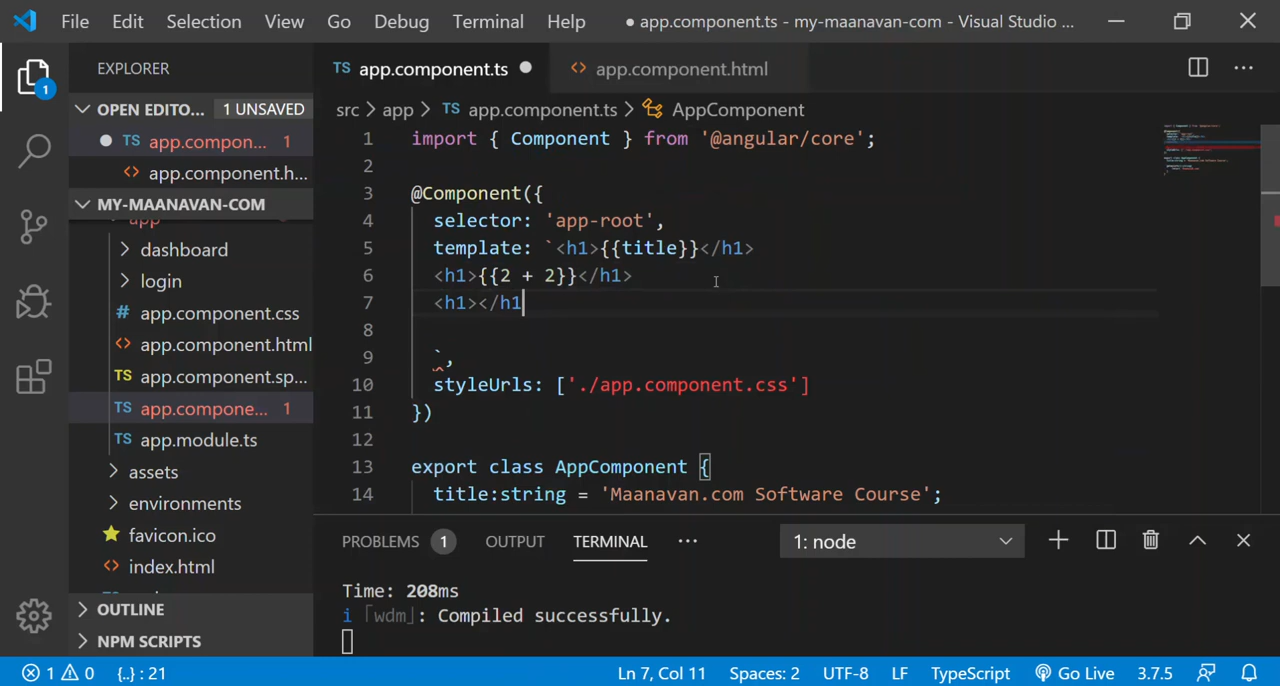 File Edit Selection View Go Debug Terminal Help ● app.component.ts - my-maanavan-com - Visual Studio ...
EXPLORER
OPEN EDITO... 1 UNSAVED
TS app.compon... 1
<> app.component.h...
MY-MAANAVAN-COM
app
dashboard
login
# app.component.css
<> app.component.html
TS app.component.sp...
TS app.compone... 1
TS app.module.ts
assets
environments
favicon.ico
<> index.html
OUTLINE
NPM SCRIPTS
1
TS app.component.ts ● <> app.component.html
src > app > TS app.component.ts > AppComponent
1 import { Component } from '@angular/core';
2
3 @Component({
4 selector: 'app-root',
5 template: `<h1>{{title}}</h1>
6 <h1>{{2 + 2}}</h1>
7 <h1></h1
8
9 `,
10 styleUrls: ['./app.component.css']
11 })
12
13 export class AppComponent {
14 title:string = 'Maanavan.com Software Course';
PROBLEMS 1 OUTPUT TERMINAL ... 1: node
Time: 208ms
i ｢wdm｣: Compiled successfully.
1 0 {..} : 21 Ln 7, Col 11 Spaces: 2 UTF-8 LF TypeScript Go Live 3.7.5